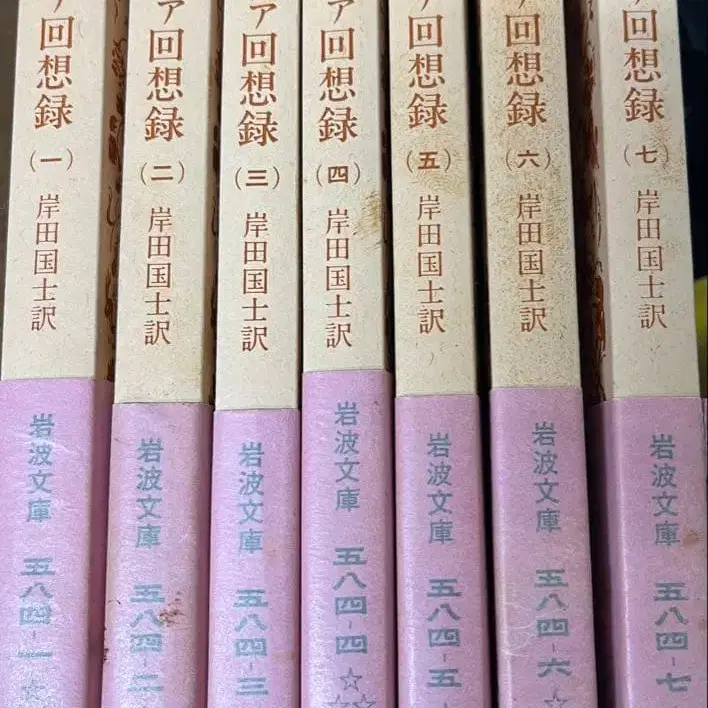 ア回想録(一)
岸田国士訳
岩波文庫 五八四-一 ☆
ア回想録(二)
岸田国士訳
岩波文庫 五八四-二
ア回想録(三)
岸田国士訳
岩波文庫 五八四-三
ア回想録(四)
岸田国士訳
岩波文庫 五八四-四 ☆☆☆
ア回想録(五)
岸田国士訳
岩波文庫 五八四-五
ア回想録(六)
岸田国士訳
岩波文庫 五八四-六 ☆
ア回想録(七)
岸田国士訳
岩波文庫 五八四-七